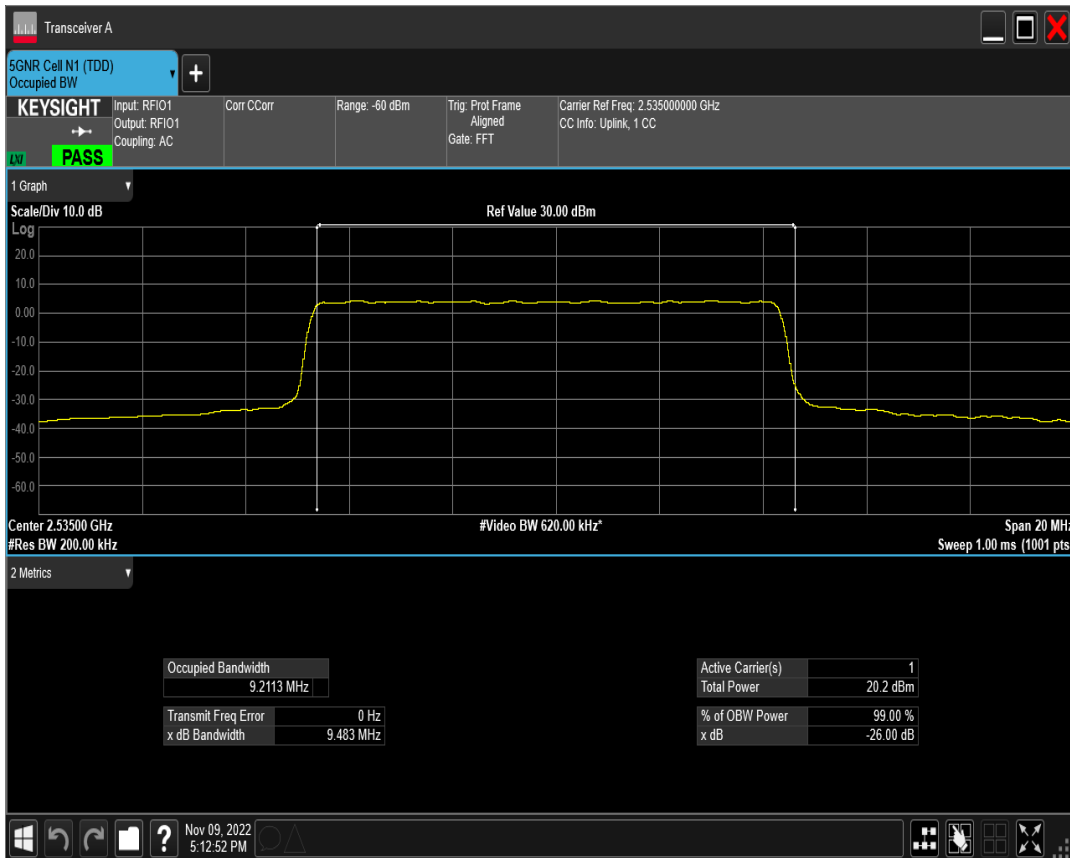 Transceiver A
5GNR Cell N1 (TDD)
Occupied BW
+
KEYSIGHT
LXI
PASS
Input: RFIO1
Output: RFIO1
Coupling: AC
Corr CCorr
Range: -60 dBm
Trig: Prot Frame
Aligned
Gate: FFT
Carrier Ref Freq: 2.535000000 GHz
CC Info: Uplink, 1 CC
1 Graph
Scale/Div 10.0 dB
Ref Value 30.00 dBm
Log
20.0
10.0
0.00
-10.0
-20.0
-30.0
-40.0
-50.0
-60.0
Center 2.53500 GHz
#Video BW 620.00 kHz*
Span 20 MHz
#Res BW 200.00 kHz
Sweep 1.00 ms (1001 pts
2 Metrics
Occupied Bandwidth
9.2113 MHz
Transmit Freq Error 0 Hz
x dB Bandwidth 9.483 MHz
Active Carrier(s) 1
Total Power 20.2 dBm
% of OBW Power 99.00 %
x dB -26.00 dB
?
Nov 09, 2022
5:12:52 PM